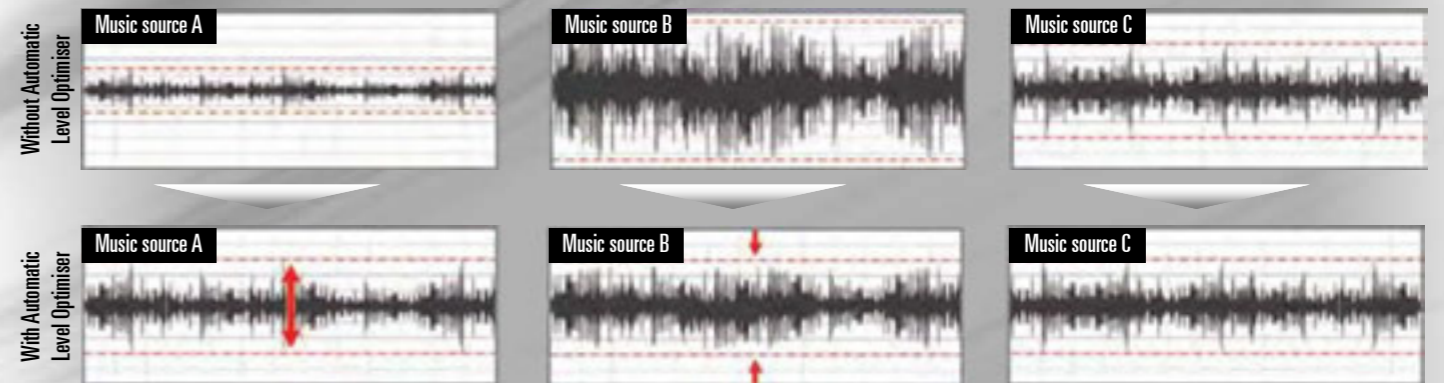 Without Automatic
Level Optimiser
Music source A
Music source B
Music source C
With Automatic
Level Optimiser
Music source A
Music source B
Music source C